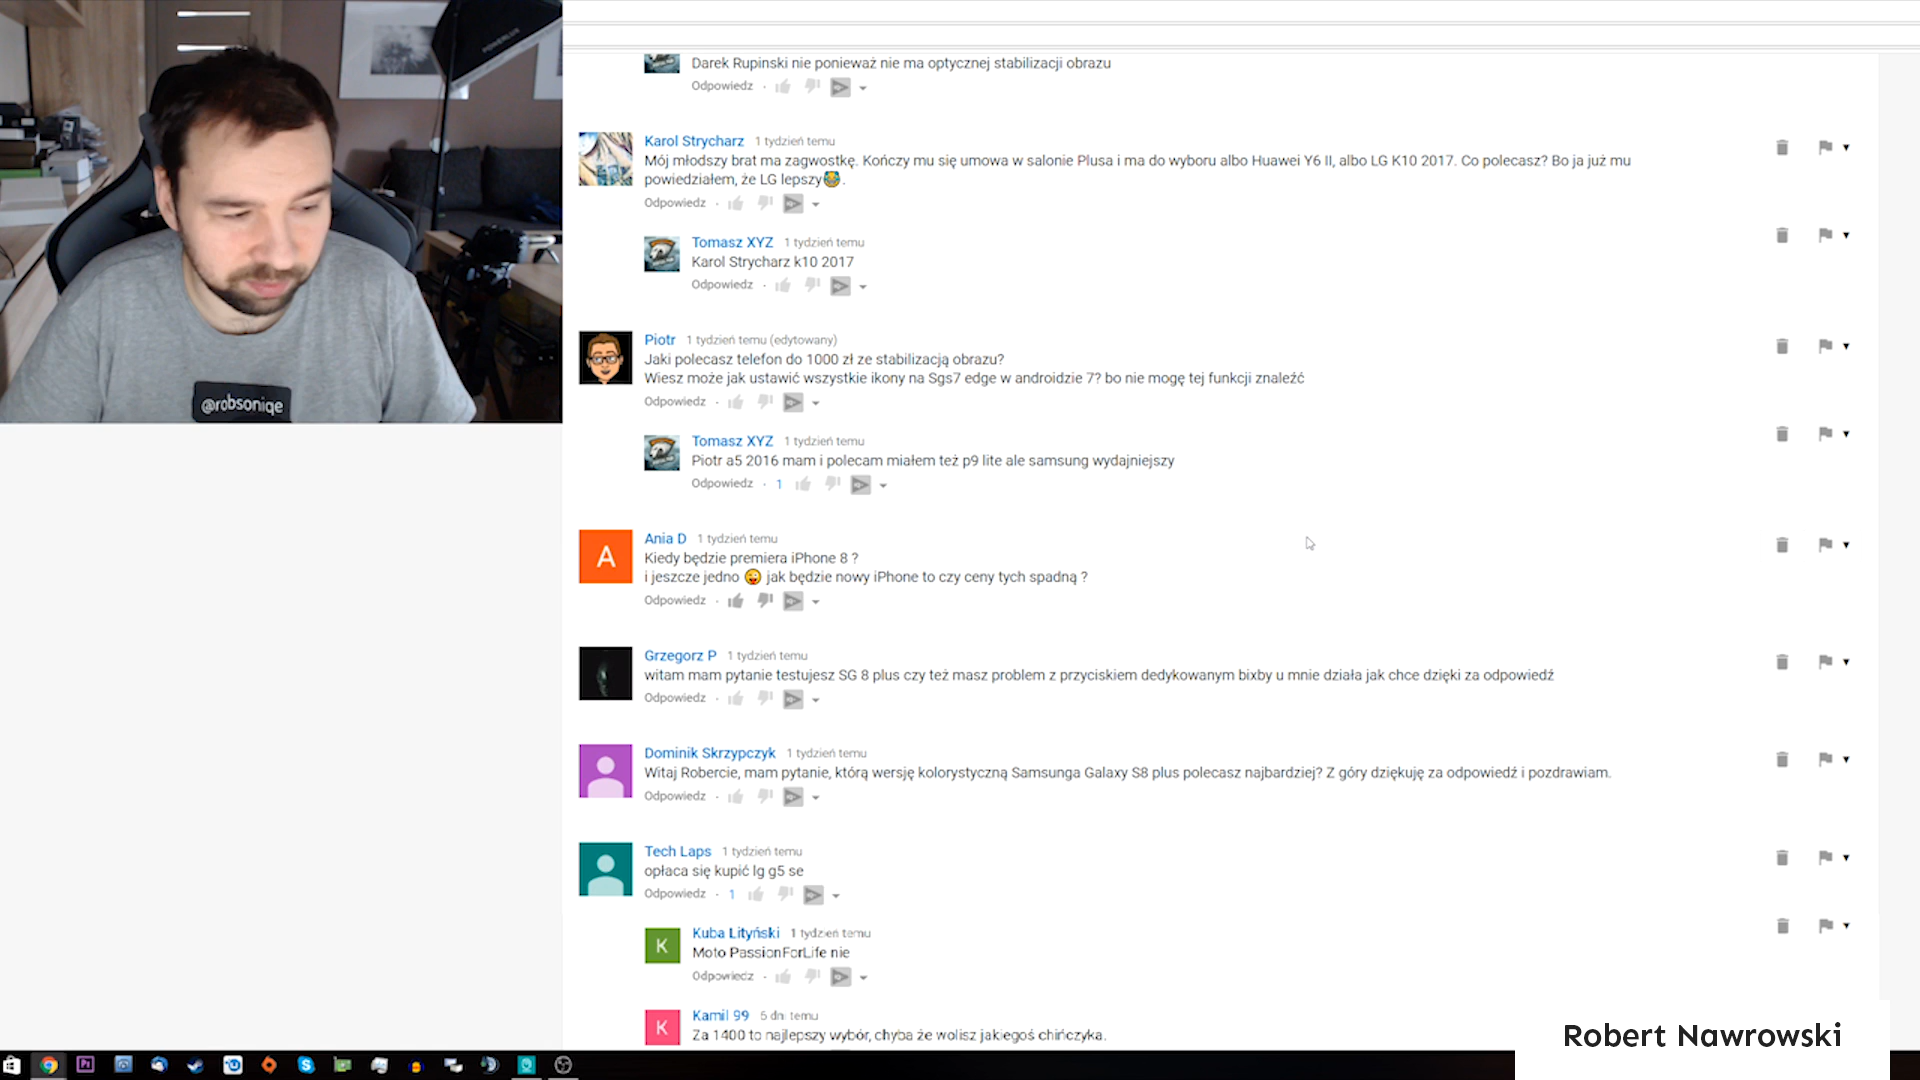 POWERLUX
@robsoniqe
Darek Rupinski nie ponieważ nie ma optycznej stabilizacji obrazu
Odpowiedz
Karol Strycharz 1 tydzień temu
Mój młodszy brat ma zagwostkę. Kończy mu się umowa w salonie Plusa i ma do wyboru albo Huawei Y6 II, albo LG K10 2017. Co polecasz? Bo ja już mu
powiedziałem, że LG lepszy.
Odpowiedz
Tomasz XYZ 1 tydzień temu
Karol Strycharz k10 2017
Odpowiedz
Piotr 1 tydzień temu (edytowany)
Jaki polecasz telefon do 1000 zł ze stabilizacją obrazu?
Wiesz może jak ustawić wszystkie ikony na Sgs7 edge w androidzie 7? bo nie mogę tej funkcji znaleźć
Odpowiedz
Tomasz XYZ 1 tydzień temu
Piotr a5 2016 mam i polecam miałem też p9 lite ale samsung wydajniejszy
Odpowiedz · 1
A
Ania D 1 tydzień temu
Kiedy będzie premiera iPhone 8 ?
i jeszcze jedno 😜 jak będzie nowy iPhone to czy ceny tych spadną ?
Odpowiedz
Grzegorz P 1 tydzień temu
witam mam pytanie testujesz SG 8 plus czy też masz problem z przyciskiem dedykowanym bixby u mnie działa jak chce dzięki za odpowiedź
Odpowiedz
Dominik Skrzypczyk 1 tydzień temu
Witaj Robercie, mam pytanie, którą wersję kolorystyczną Samsunga Galaxy S8 plus polecasz najbardziej? Z góry dziękuję za odpowiedź i pozdrawiam.
Odpowiedz
Tech Laps 1 tydzień temu
opłaca się kupić lg g5 se
Odpowiedz · 1
K
Kuba Lityński 1 tydzień temu
Moto PassionForLife nie
Odpowiedz
K
Kamil 99 5 dni temu
Za 1400 to najlepszy wybór, chyba że wolisz jakiegoś chińczyka.
Robert Nawrowski